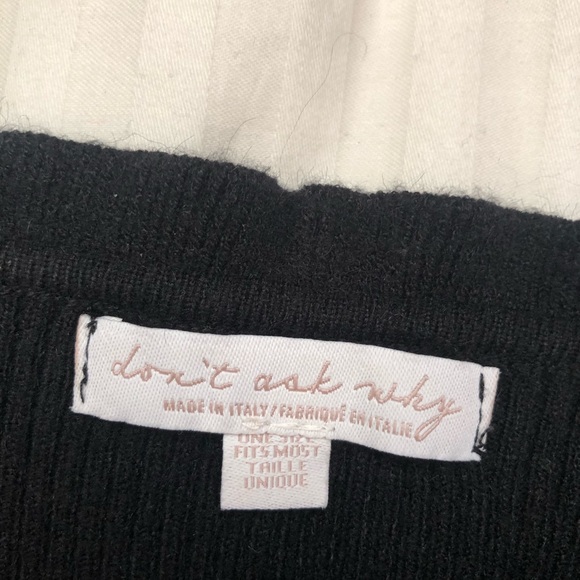 don't ask why
MADE IN ITALY/FABRIQUÉ EN ITALIE
ONE SIZE
FITS MOST
TAILLE
UNIQUE